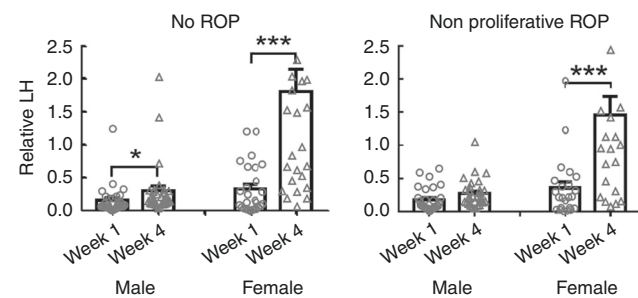 No ROP
Non proliferative ROP
Relative LH
2.5
2.0
1.5
1.0
0.5
0.0
*
***
2.5
2.0
1.5
1.0
0.5
0.0
***
Week 1
Week 4
Week 1
Week 4
Week 1
Week 4
Week 1
Week 4
Male
Female
Male
Female